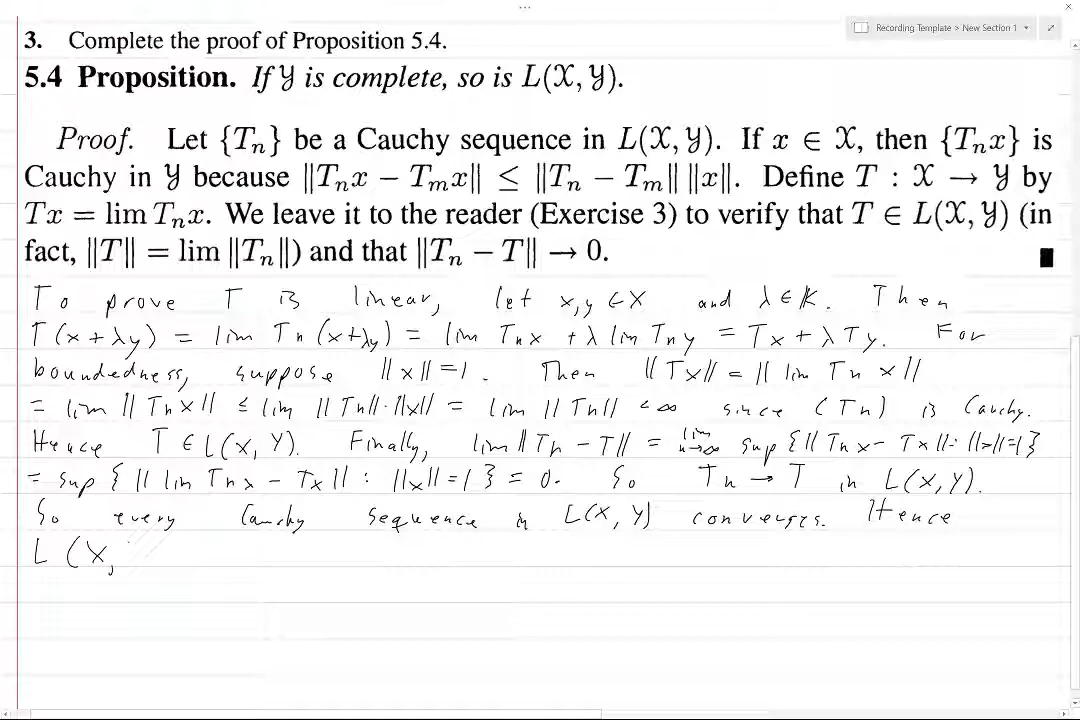 Recording Template > New Section 1
3. Complete the proof of Proposition 5.4.
5.4 Proposition. If 𝒴 is complete, so is L(𝒳, 𝒴).
Proof. Let {Tₙ} be a Cauchy sequence in L(𝒳, 𝒴). If x ∈ 𝒳, then {Tₙx} is
Cauchy in 𝒴 because ‖Tₙx − Tₘx‖ ≤ ‖Tₙ − Tₘ‖ ‖x‖. Define T : 𝒳 → 𝒴 by
Tx = lim Tₙx. We leave it to the reader (Exercise 3) to verify that T ∈ L(𝒳, 𝒴) (in
fact, ‖T‖ = lim ‖Tₙ‖) and that ‖Tₙ − T‖ → 0. ■
To prove T is linear, let x,y ∈ X and λ ∈ K. Then
T(x+λy) = lim Tn(x+λy) = lim Tnx + λ lim Tny = Tx + λTy. For
boundedness, suppose ‖x‖=1. Then ‖Tx‖ = ‖lim Tn x‖
= lim ‖Tnx‖ ≤ lim ‖Tn‖·‖x‖ = lim ‖Tn‖ < ∞ since (Tn) is Cauchy.
Hence T ∈ L(X, Y). Finally, lim‖Tn − T‖ = lim n→∞ sup {‖Tnx − Tx‖: ‖x‖=1}
= sup {‖lim Tnx − Tx‖ : ‖x‖=1} = 0. So Tn → T in L(X, Y).
So every Cauchy sequence in L(X, Y) converges. Hence
L (X,